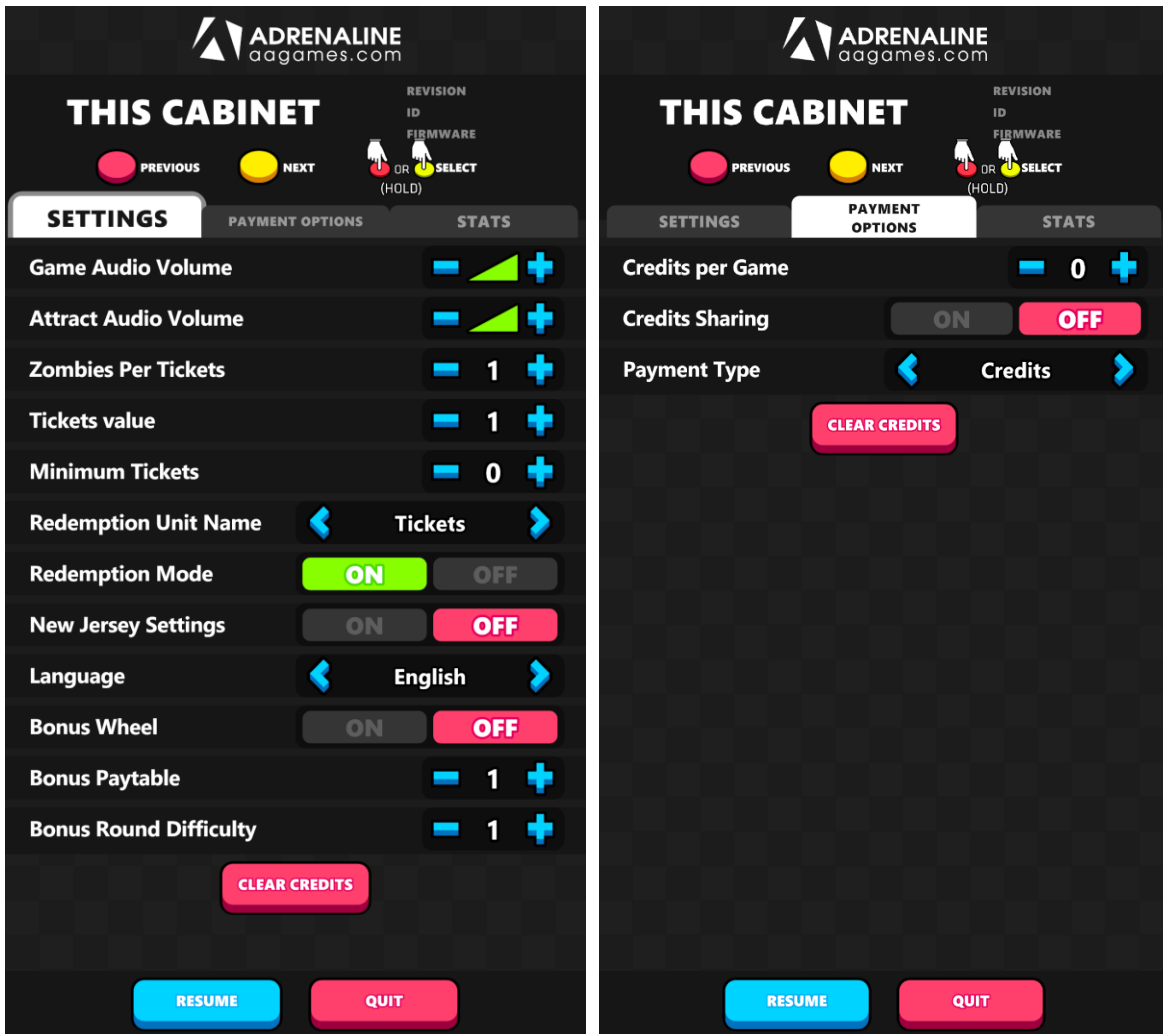 ADRENALINE
aagames.com
THIS CABINET
REVISION
ID
FIRMWARE
PREVIOUS
NEXT
OR
SELECT
(HOLD)
SETTINGS
PAYMENT OPTIONS
STATS
Game Audio Volume
Attract Audio Volume
Zombies Per Tickets 1
Tickets value 1
Minimum Tickets 0
Redemption Unit Name Tickets
Redemption Mode ON OFF
New Jersey Settings ON OFF
Language English
Bonus Wheel ON OFF
Bonus Paytable 1
Bonus Round Difficulty 1
CLEAR CREDITS
RESUME
QUIT
ADRENALINE
aagames.com
THIS CABINET
REVISION
ID
FIRMWARE
PREVIOUS
NEXT
OR
SELECT
(HOLD)
SETTINGS
PAYMENT
OPTIONS
STATS
Credits per Game 0
Credits Sharing ON OFF
Payment Type Credits
CLEAR CREDITS
RESUME
QUIT